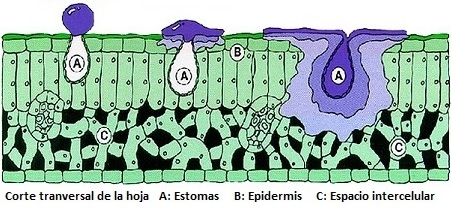 A
A
B
A
C
C
Corte tranversal de la hoja A: Estomas B: Epidermis C: Espacio intercelular